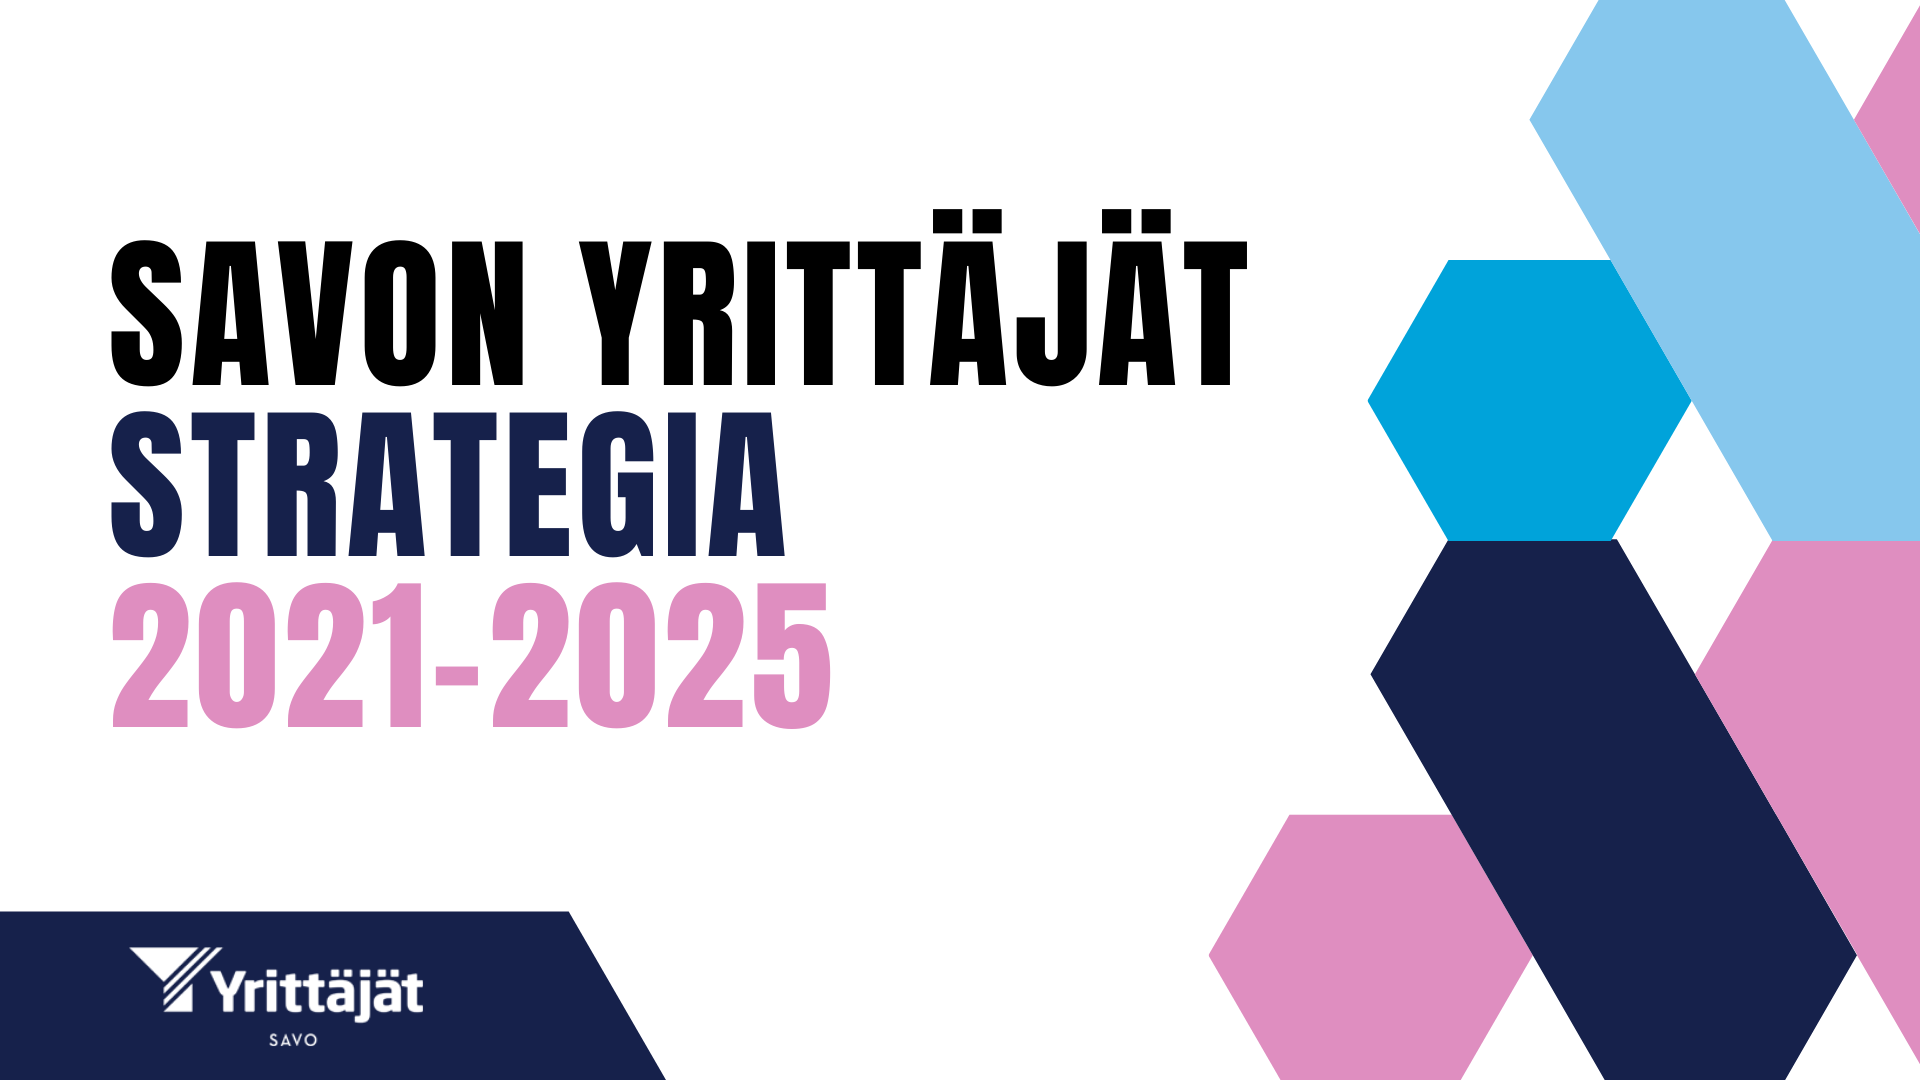 SAVON YRITTÄJÄT
STRATEGIA
2021-2025
Yrittäjät
SAVO